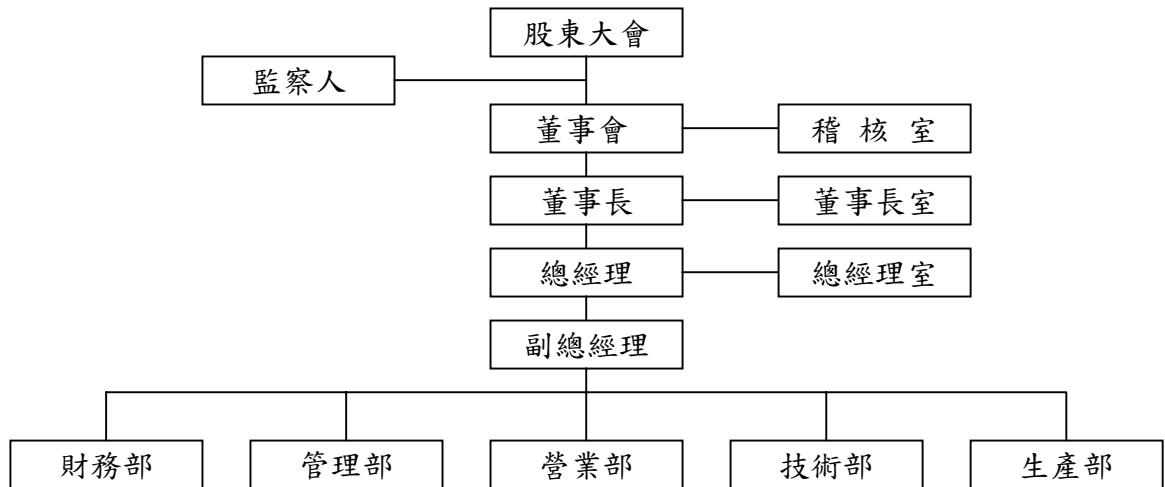 股東大會
監察人
董事會
稽 核 室
董事長
董事長室
總經理
總經理室
副總經理
財務部
管理部
營業部
技術部
生產部